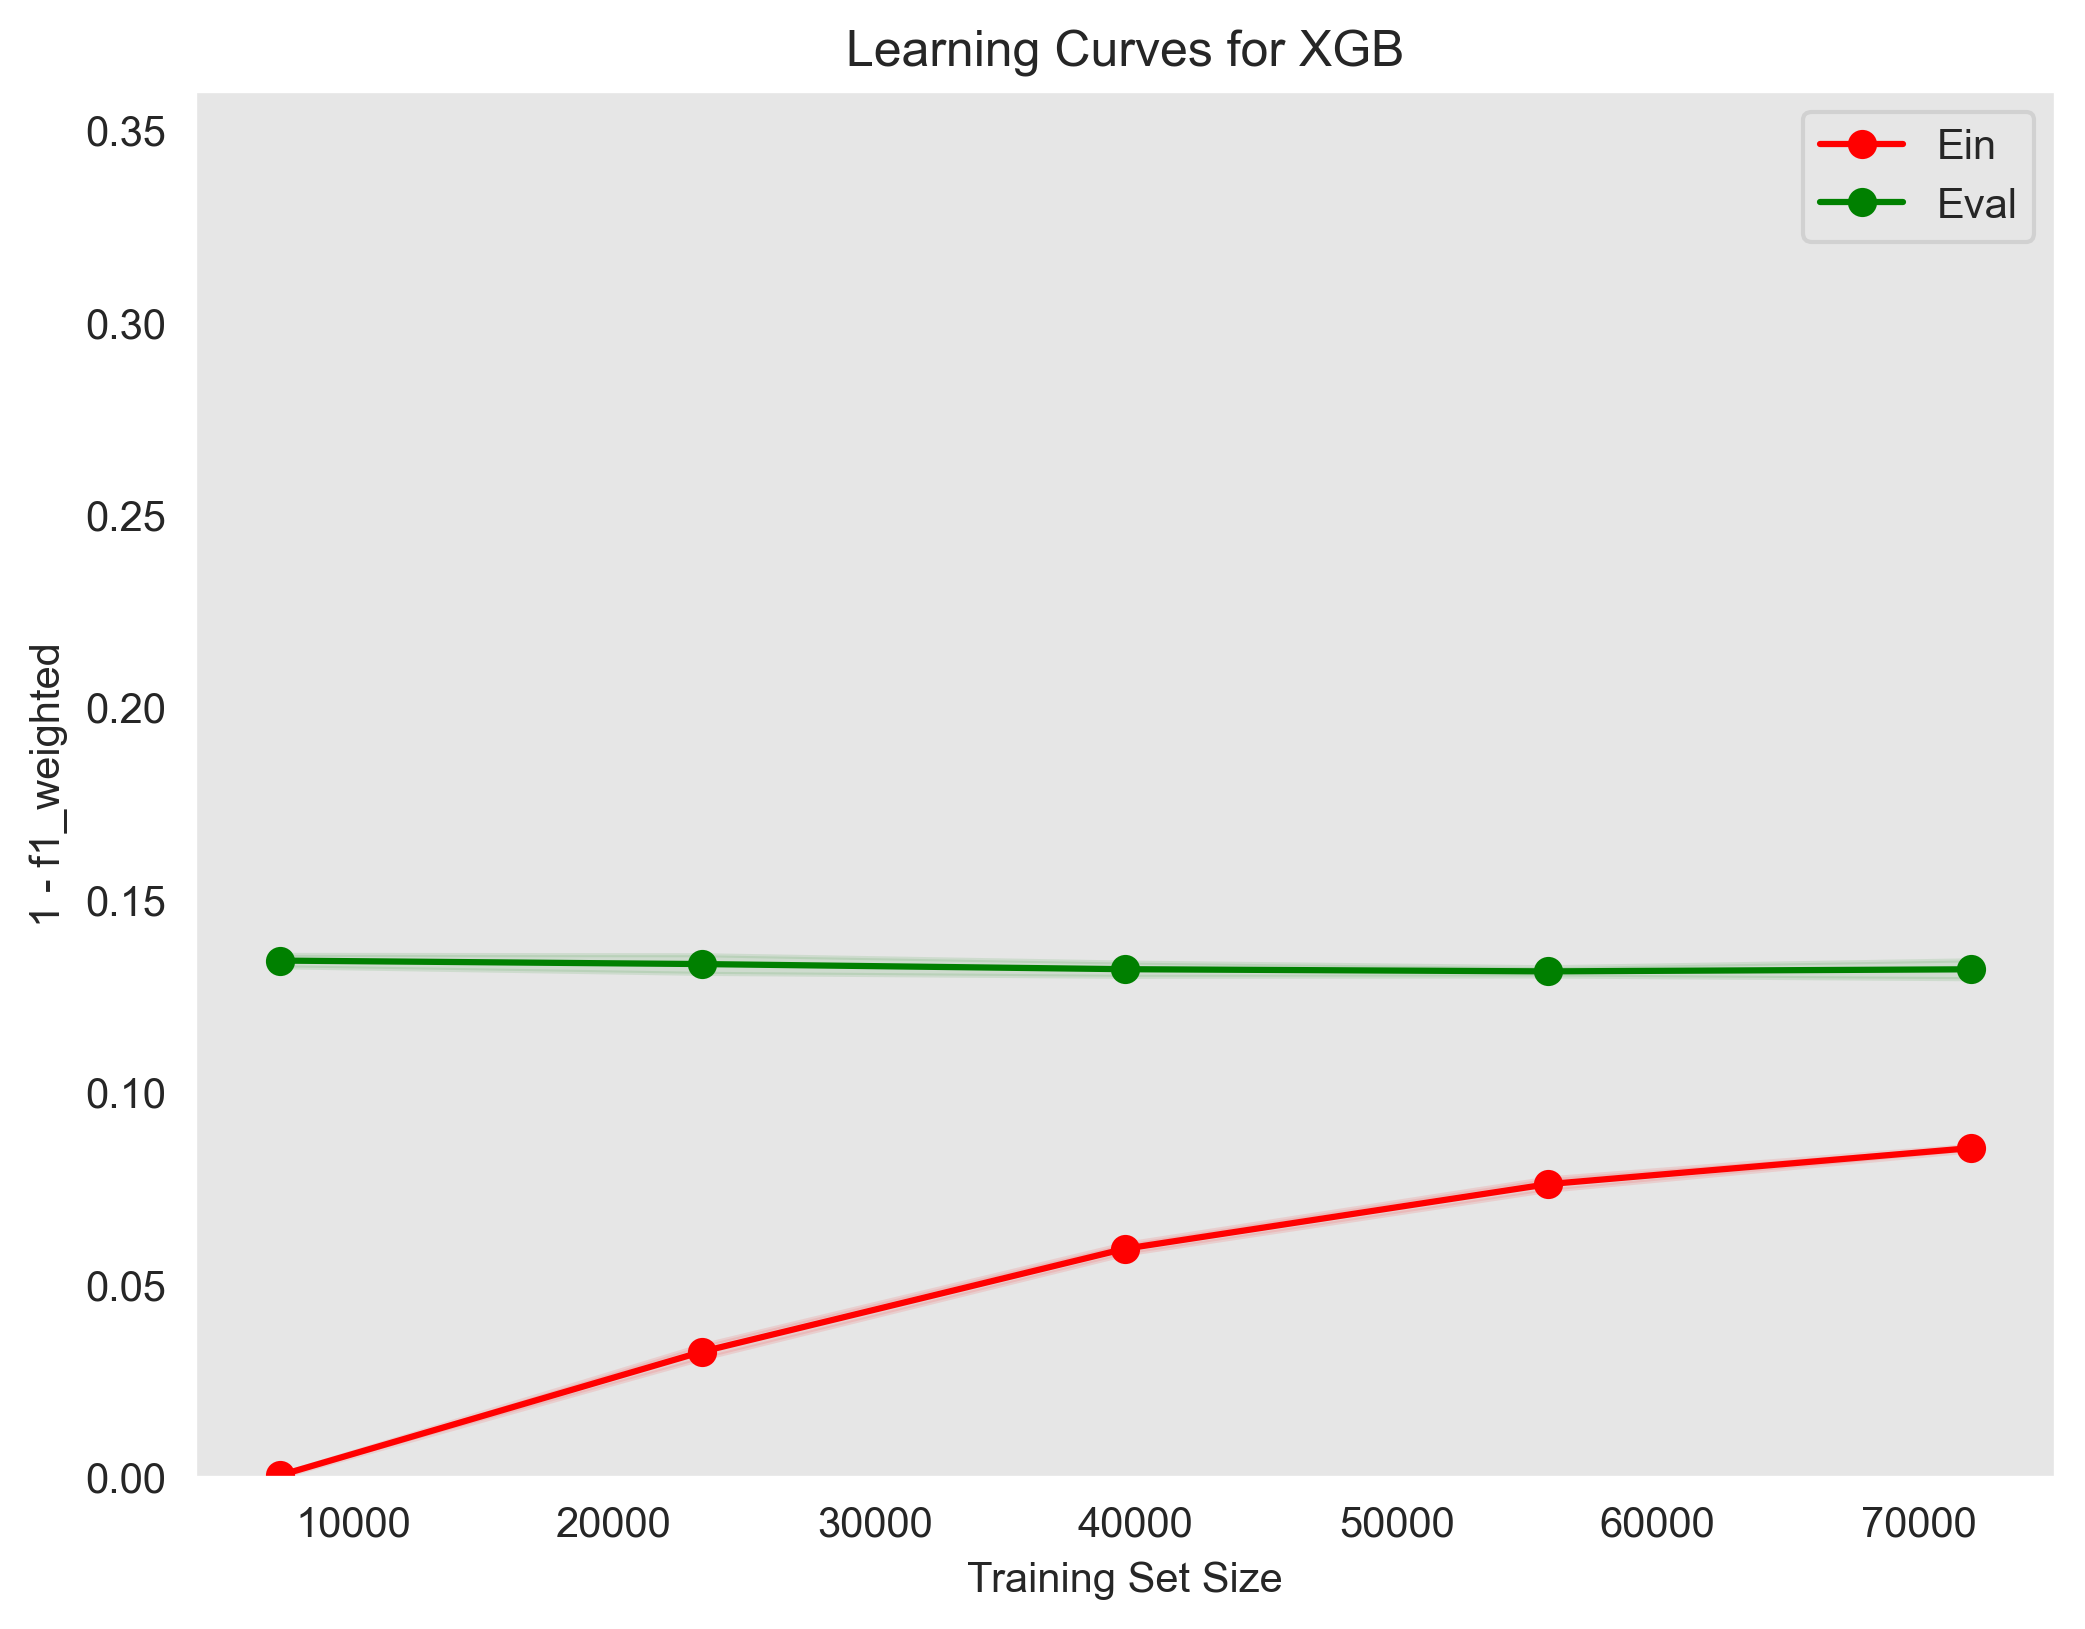 Learning Curves for XGB
Ein
Eval
0.35
0.30
0.25
0.20
0.15
0.10
0.05
0.00
1 - f1_weighted
10000 20000 30000 40000 50000 60000 70000
Training Set Size